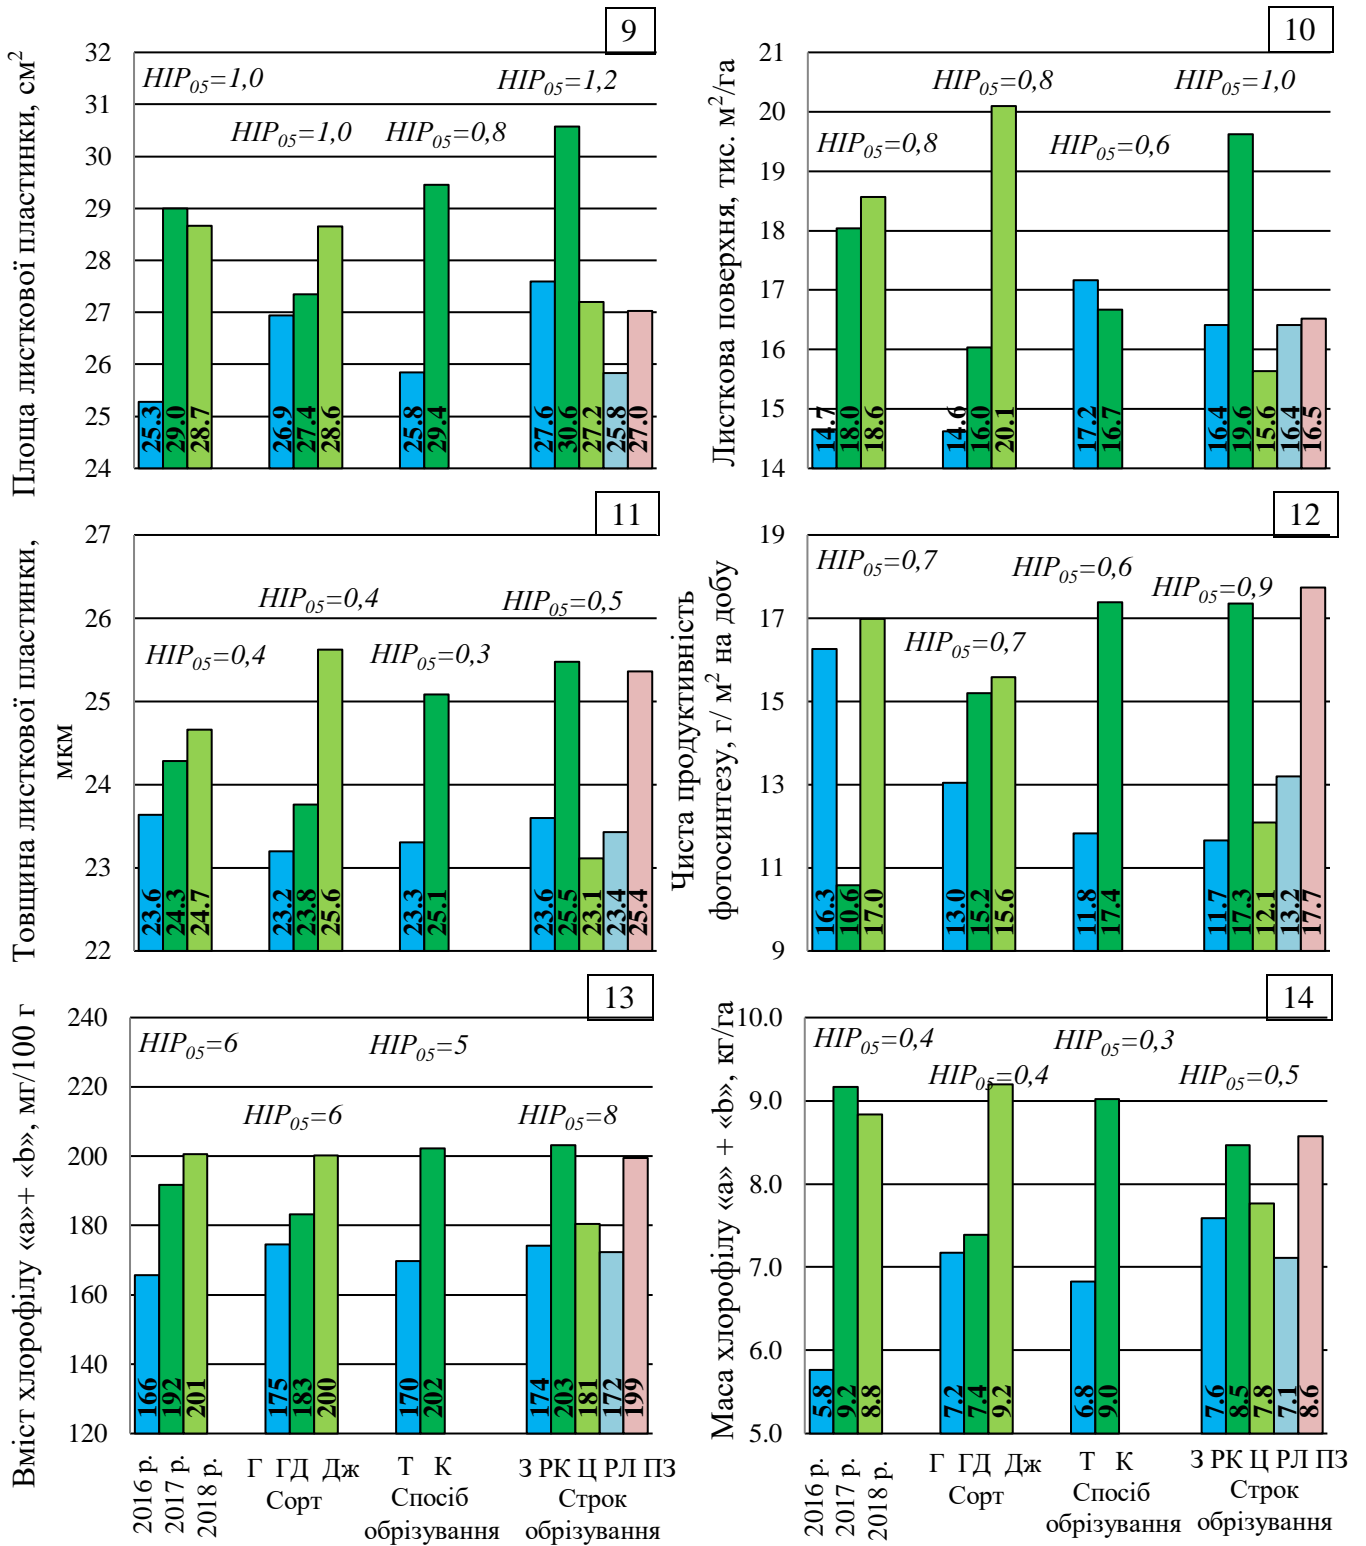 9
Площа листкової пластинки, см²
32
31
30
29
28
27
26
25
24
НІР₀₅=1,0
НІР₀₅=1,0
НІР₀₅=0,8
НІР₀₅=1,2
25.3 29.0 28.7
26.9 27.4 28.6
25.8 29.4
27.6 30.6 27.2 25.8 27.0
10
Листкова поверхня, тис. м²/га
21
20
19
18
17
16
15
14
НІР₀₅=0,8
НІР₀₅=0,8
НІР₀₅=0,6
НІР₀₅=1,0
14.7 18.0 18.6
14.6 16.0 20.1
17.2 16.7
16.4 19.6 15.6 16.4 16.5
11
Товщина листкової пластинки,
мкм
27
26
25
24
23
22
НІР₀₅=0,4
НІР₀₅=0,4
НІР₀₅=0,3
НІР₀₅=0,5
23.6 24.3 24.7
23.2 23.8 25.6
23.3 25.1
23.6 25.5 23.1 23.4 25.4
12
Чиста продуктивність
фотосинтезу, г/ м² на добу
19
17
15
13
11
9
НІР₀₅=0,7
НІР₀₅=0,7
НІР₀₅=0,6
НІР₀₅=0,9
16.3 10.6 17.0
13.0 15.2 15.6
11.8 17.4
11.7 17.3 12.1 13.2 17.7
13
Вміст хлорофілу «а»+ «b», мг/100 г
240
220
200
180
160
140
120
НІР₀₅=6
НІР₀₅=6
НІР₀₅=5
НІР₀₅=8
166 192 201
175 183 200
170 202
174 203 181 172 199
2016 р.
2017 р.
2018 р.
Г ГД Дж
Сорт
Т К
Спосіб
обрізування
З РК Ц РЛ ПЗ
Строк
обрізування
14
Маса хлорофілу «а» + «b», кг/га
10.0
9.0
8.0
7.0
6.0
5.0
НІР₀₅=0,4
НІР₀₅=0,4
НІР₀₅=0,3
НІР₀₅=0,5
5.8 9.2 8.8
7.2 7.4 9.2
6.8 9.0
7.6 8.5 7.8 7.1 8.6
2016 р.
2017 р.
2018 р.
Г ГД Дж
Сорт
Т К
Спосіб
обрізування
З РК Ц РЛ ПЗ
Строк
обрізування